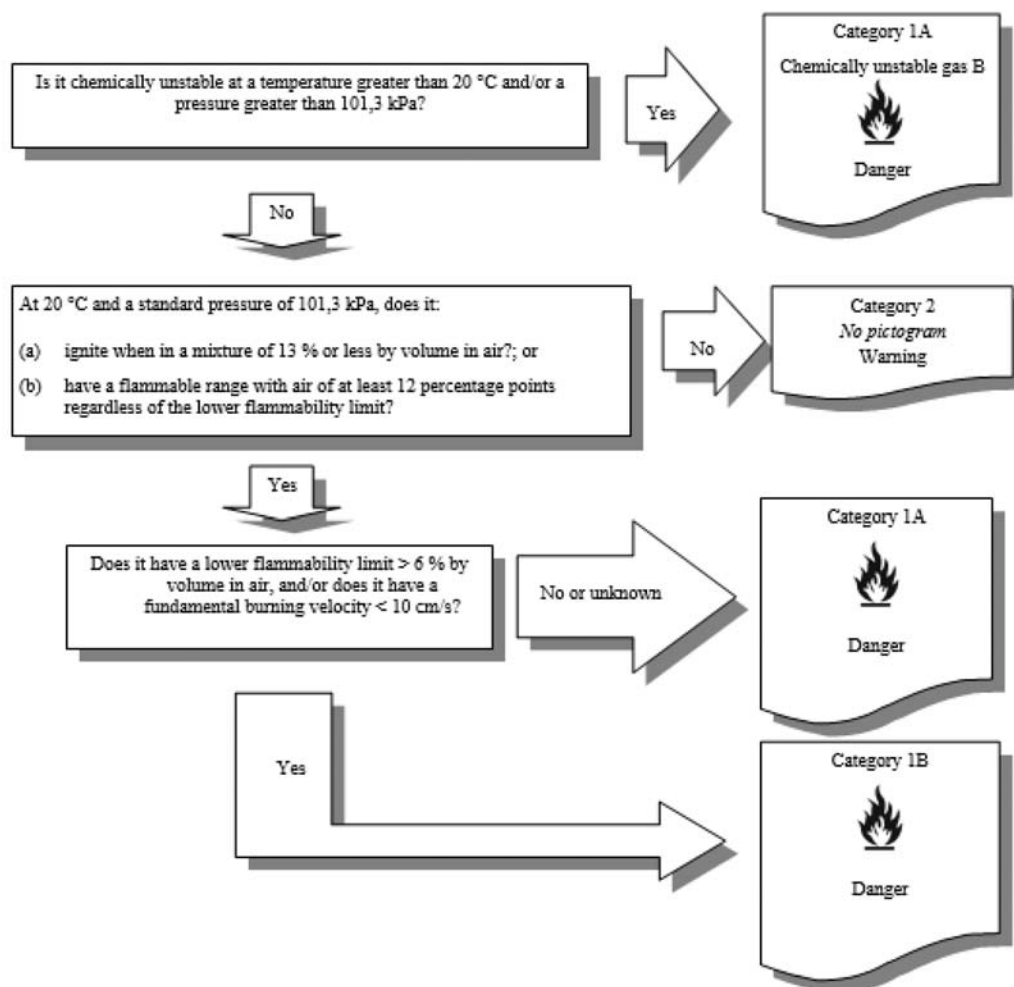 Category 1A
Chemically unstable gas B
Is it chemically unstable at a temperature greater than 20 °C and/or a
pressure greater than 101,3 kPa?
Yes
Danger
No
At 20 °C and a standard pressure of 101,3 kPa, does it:
(a) ignite when in a mixture of 13 % or less by volume in air?; or
(b) have a flammable range with air of at least 12 percentage points
regardless of the lower flammability limit?
No
Category 2
No pictogram
Warning
Yes
Does it have a lower flammability limit > 6 % by
volume in air, and/or does it have a
fundamental burning velocity < 10 cm/s?
No or unknown
Category 1A
Danger
Yes
Category 1B
Danger